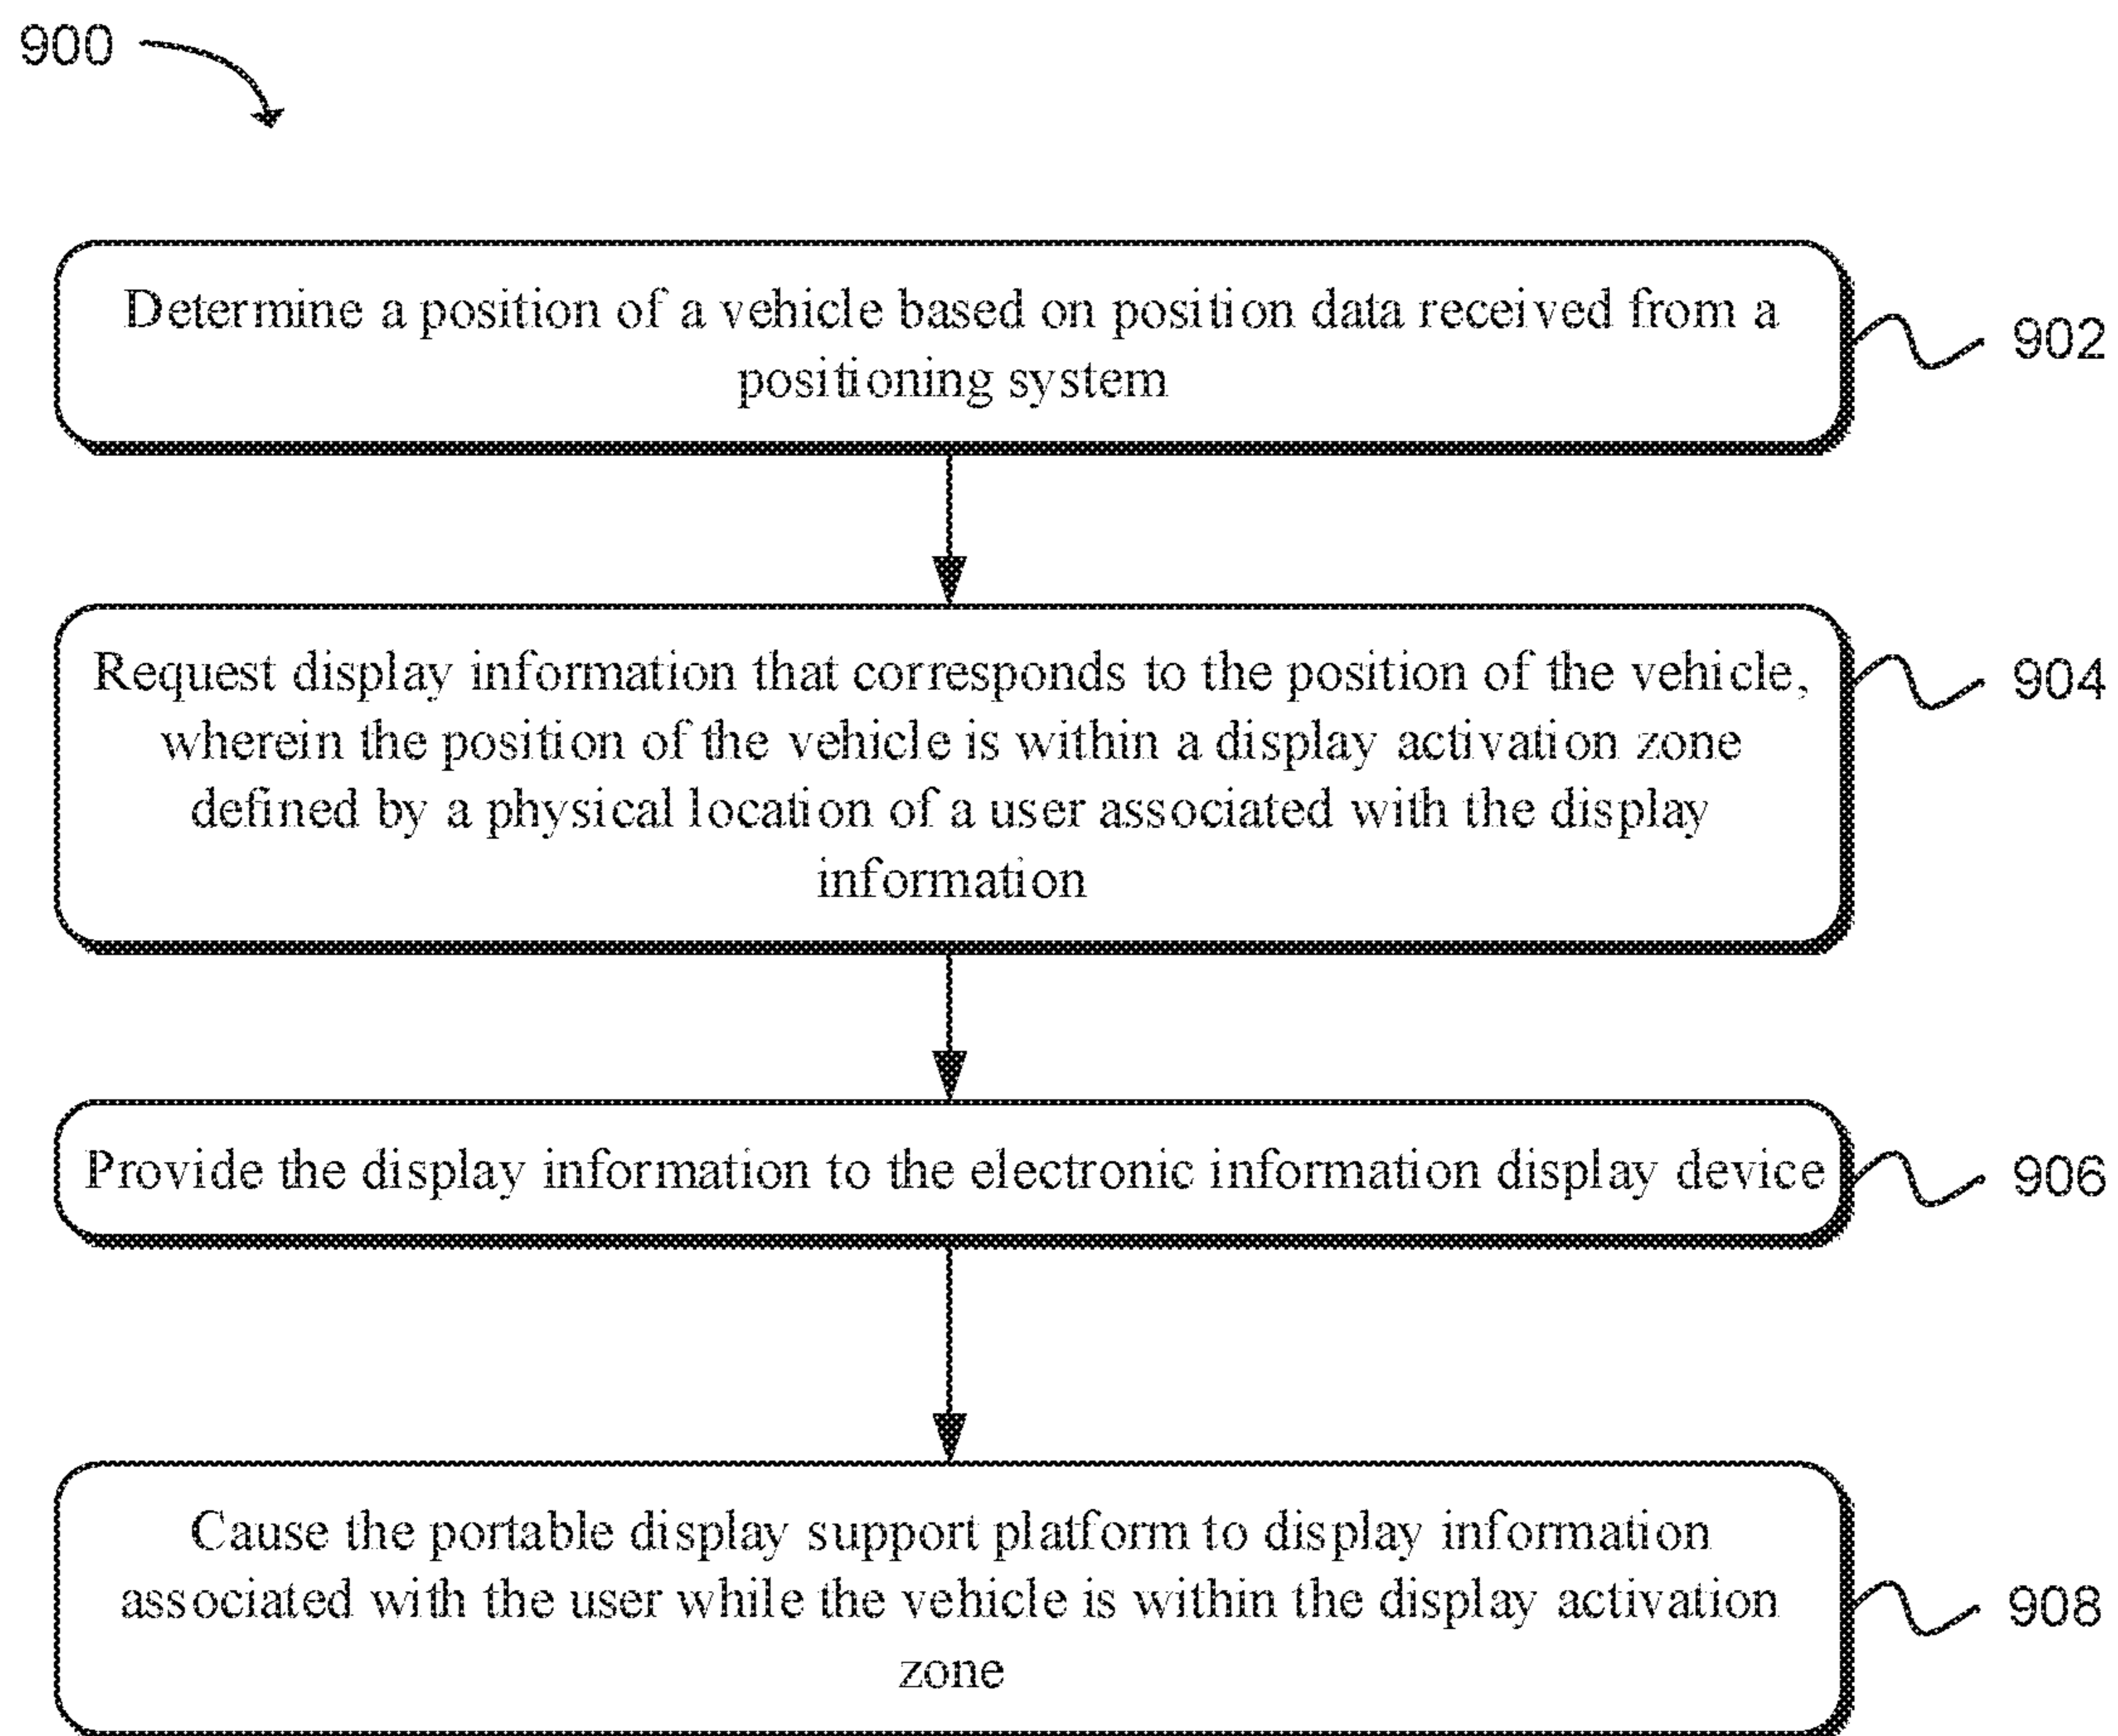 900
Determine a position of a vehicle based on position data received from a
positioning system
902
Request display information that corresponds to the position of the vehicle,
wherein the position of the vehicle is within a display activation zone
defined by a physical location of a user associated with the display
information
904
Provide the display information to the electronic information display device
906
Cause the portable display support platform to display information
associated with the user while the vehicle is within the display activation
zone
908